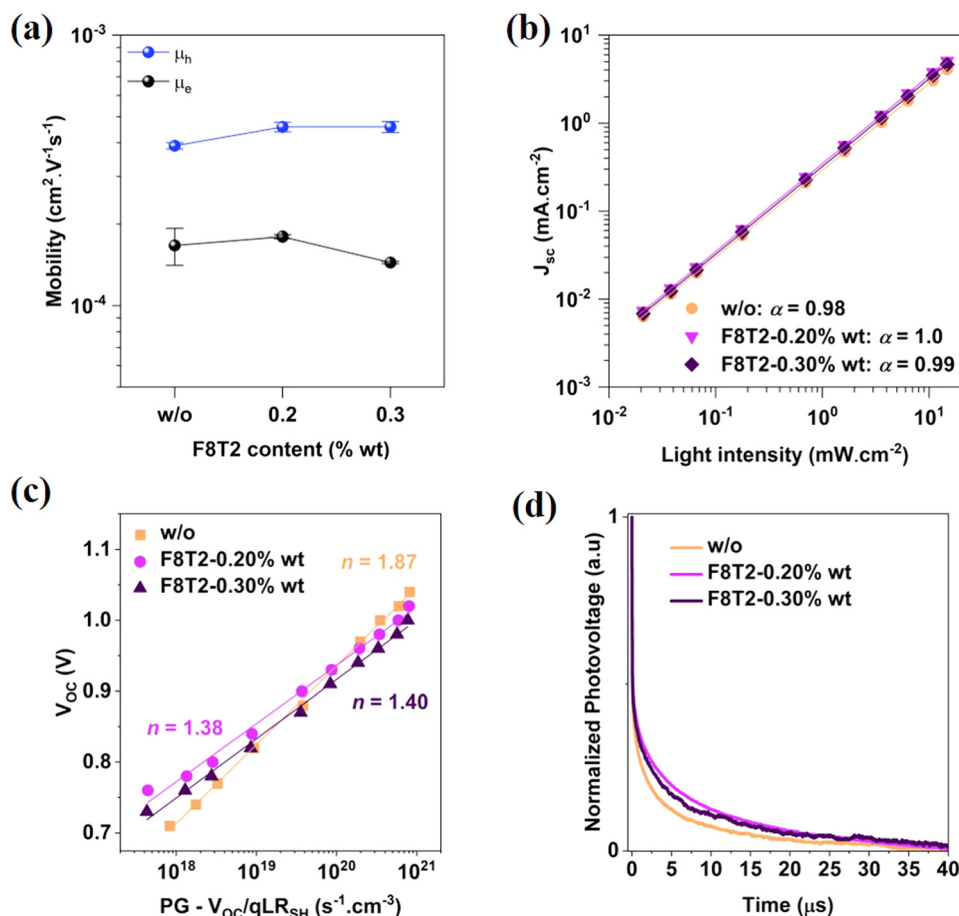 (a)
μh
μe
Mobility (cm².V⁻¹s⁻¹)
10⁻³
10⁻⁴
w/o 0.2 0.3
F8T2 content (% wt)
(b)
Jsc (mA.cm⁻²)
10¹
10⁰
10⁻¹
10⁻²
10⁻³
w/o: α = 0.98
F8T2-0.20% wt: α = 1.0
F8T2-0.30% wt: α = 0.99
10⁻² 10⁻¹ 10⁰ 10¹
Light intensity (mW.cm⁻²)
(c)
w/o
F8T2-0.20% wt
F8T2-0.30% wt
n = 1.87
n = 1.38
n = 1.40
VOC (V)
1.1
1.0
0.9
0.8
0.7
10¹⁸ 10¹⁹ 10²⁰ 10²¹
PG - VOC/qLRSH (s⁻¹.cm⁻³)
(d)
w/o
F8T2-0.20% wt
F8T2-0.30% wt
Normalized Photovoltage (a.u)
1
0
0 5 10 15 20 25 30 35 40
Time (μs)